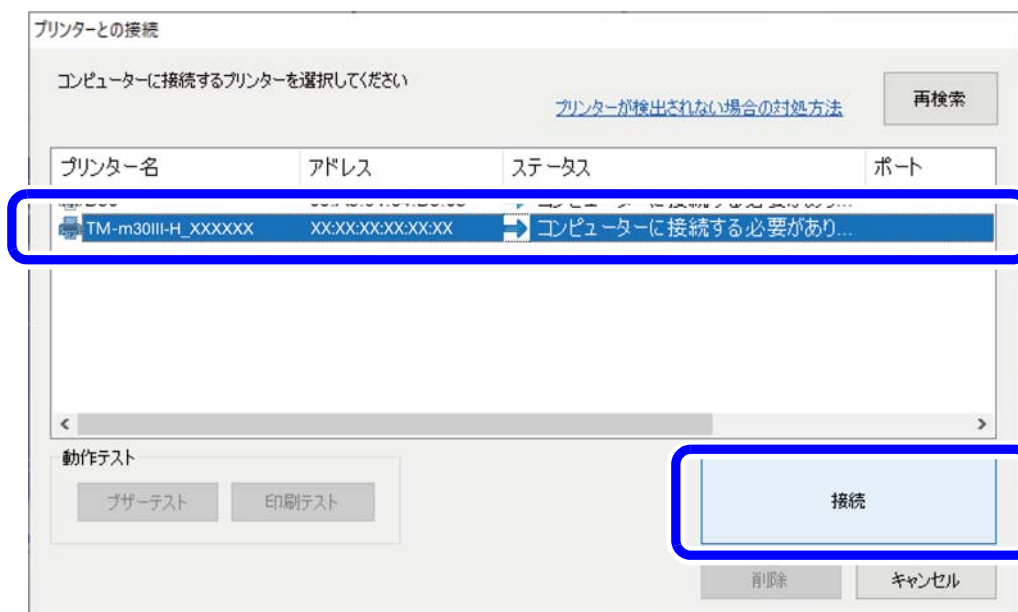 プリンターとの接続
コンピューターに接続するプリンターを選択してください
プリンターが検出されない場合の対処方法
再検索
プリンター名 アドレス ステータス ポート
TM-m30III-H_XXXXXX XX:XX:XX:XX:XX:XX コンピューターに接続する必要があり...
動作テスト
ブザーテスト 印刷テスト
接続
削除 キャンセル